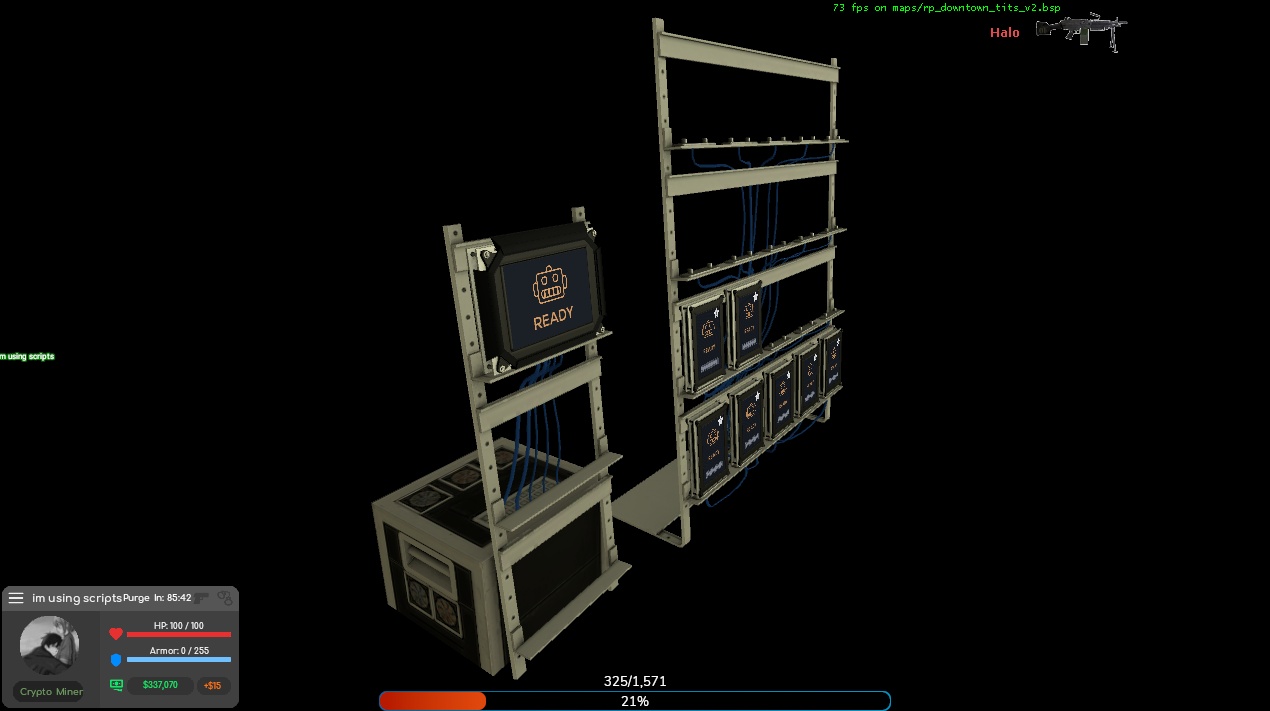 73 fps on maps/rp_downtown_tits_v2.bsp
Halo
READY
m using scripts
im using scripts Purge In: 85:42
HP: 100 / 100
Armor: 0 / 255
Crypto Miner
$337,070
+$15
325/1,571
21%